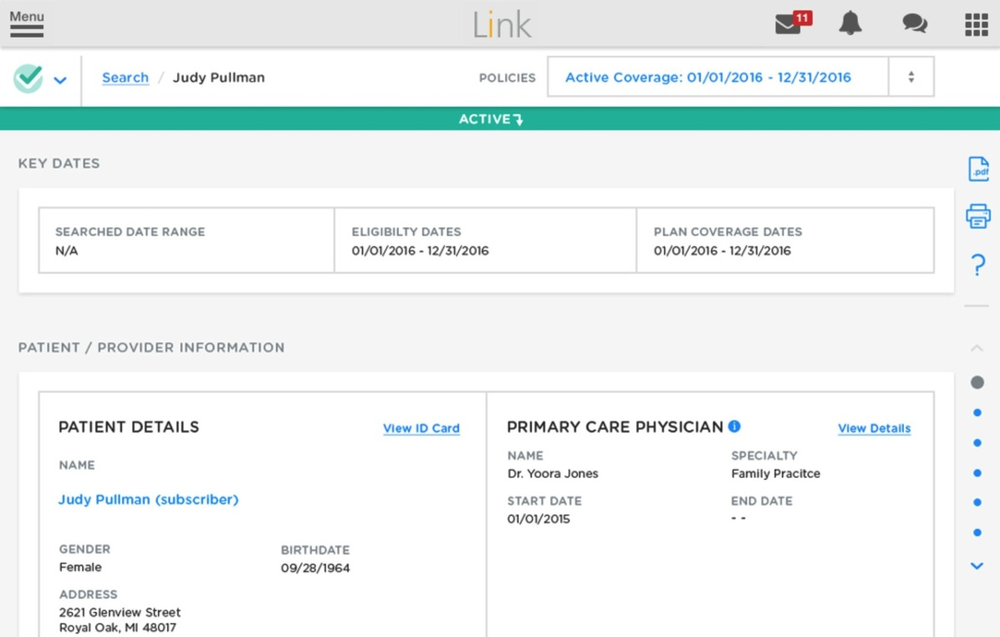 Menu
Link
11
Search / Judy Pullman
POLICIES
Active Coverage: 01/01/2016 - 12/31/2016
ACTIVE
KEY DATES
.pdf
SEARCHED DATE RANGE
N/A
ELIGIBILTY DATES
01/01/2016 - 12/31/2016
PLAN COVERAGE DATES
01/01/2016 - 12/31/2016
?
PATIENT / PROVIDER INFORMATION
PATIENT DETAILS
View ID Card
NAME
Judy Pullman (subscriber)
GENDER
Female
BIRTHDATE
09/28/1964
ADDRESS
2621 Glenview Street
Royal Oak, MI 48017
PRIMARY CARE PHYSICIAN i
View Details
NAME
Dr. Yoora Jones
SPECIALTY
Family Pracitce
START DATE
01/01/2015
END DATE
- -